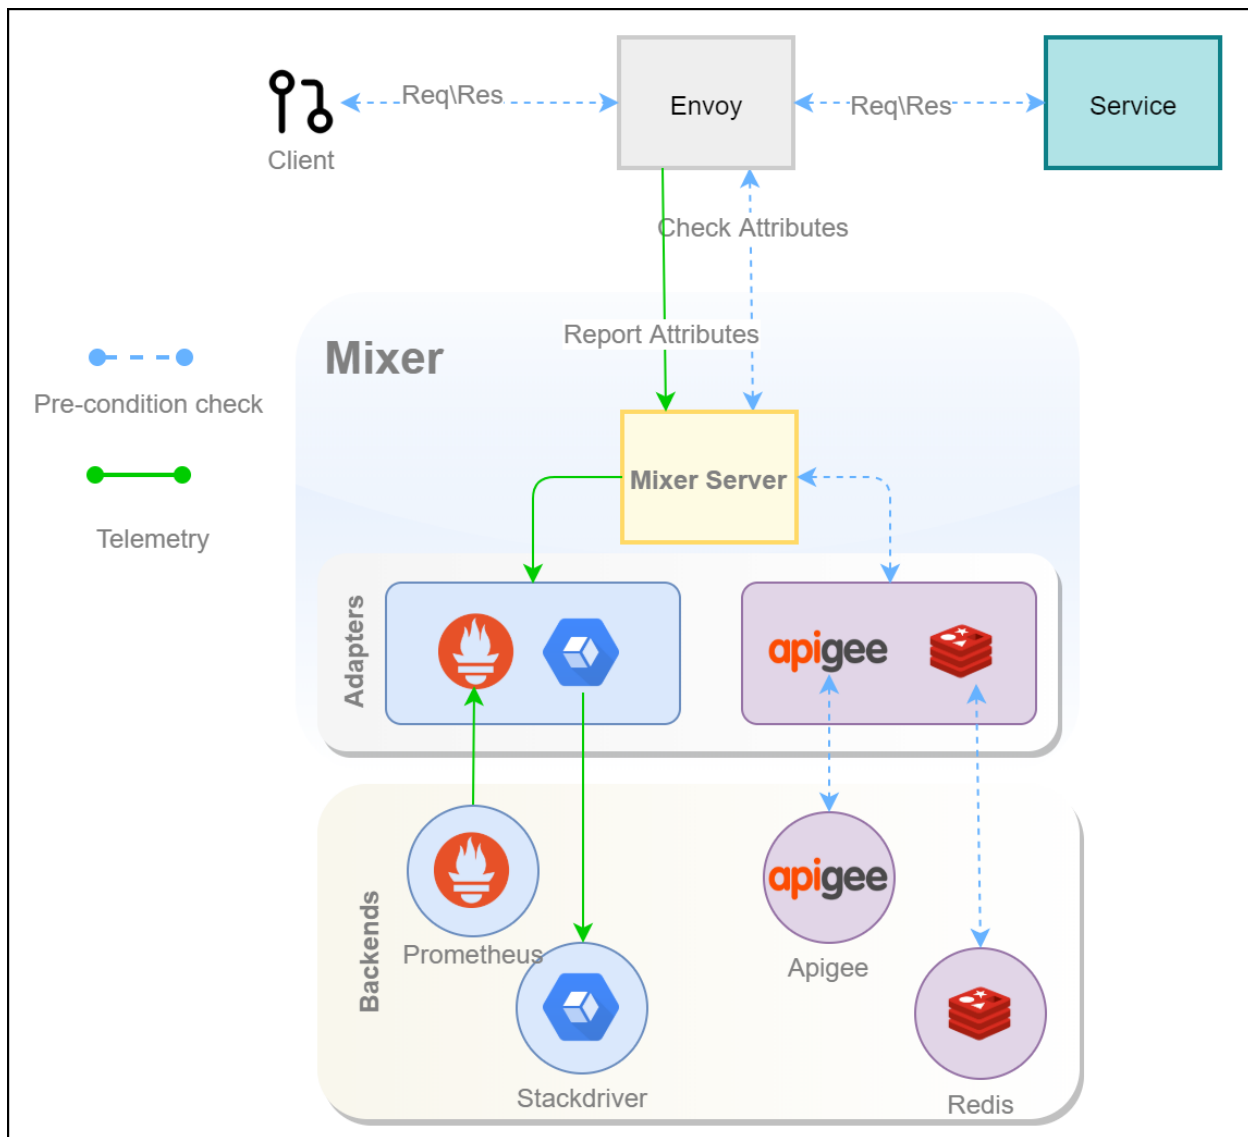 Req\Res
Envoy
Req\Res
Service
Client
Check Attributes
Report Attributes
Mixer
Pre-condition check
Mixer Server
Telemetry
Adapters
apigee
Backends
apigee
Prometheus
Apigee
Stackdriver
Redis